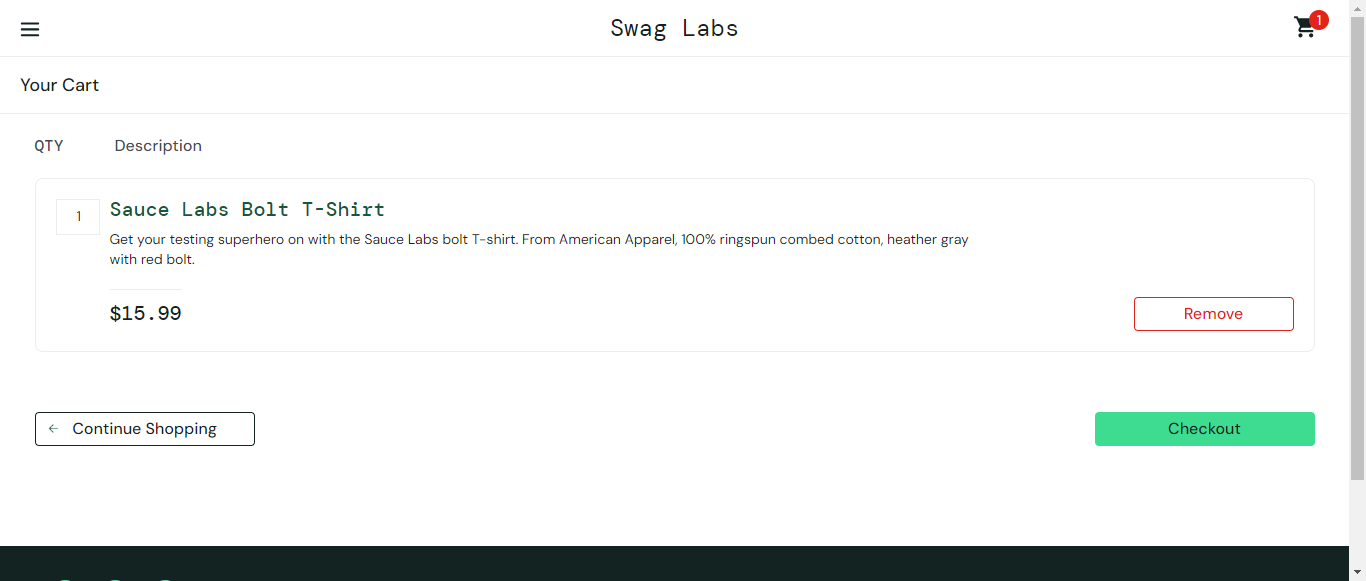 Swag Labs
1
Your Cart
QTY
Description
1
Sauce Labs Bolt T-Shirt
Get your testing superhero on with the Sauce Labs bolt T-shirt. From American Apparel, 100% ringspun combed cotton, heather gray
with red bolt.
$15.99
Remove
Continue Shopping
Checkout